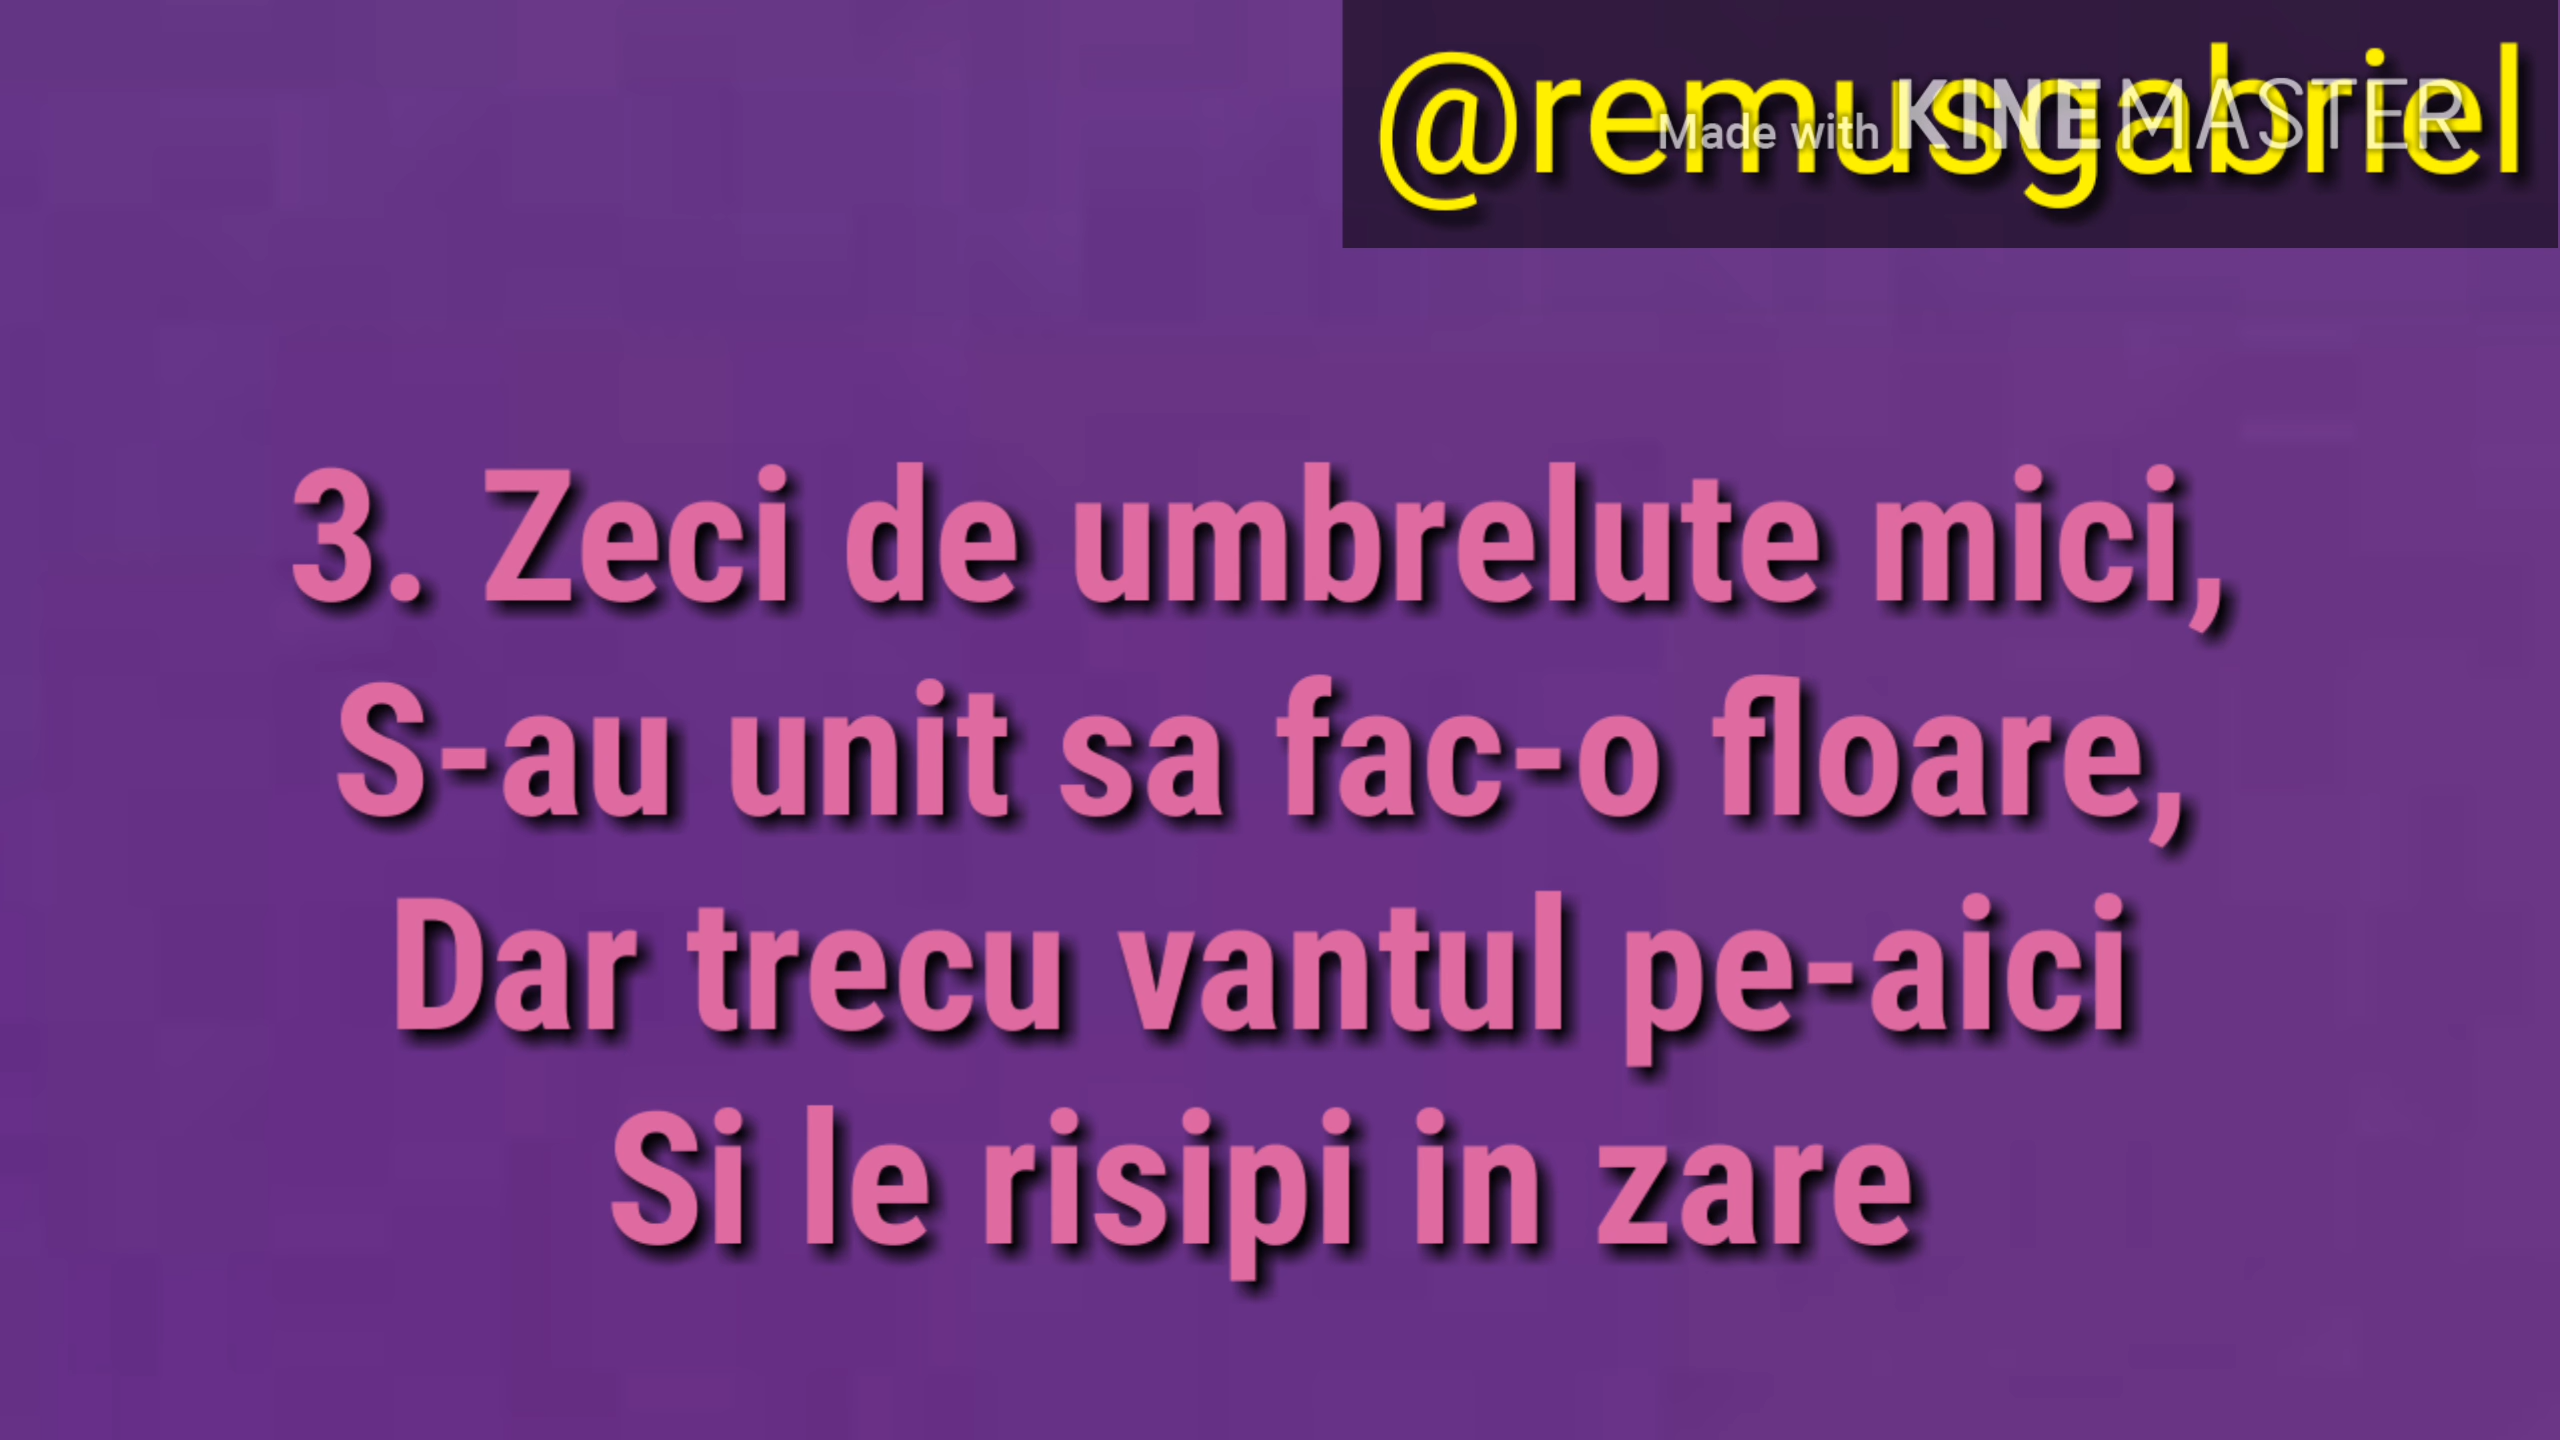 @remusgabriel
Made with KINEMASTER
3. Zeci de umbrelute mici,
S-au unit sa fac-o floare,
Dar trecu vantul pe-aici
Si le risipi in zare